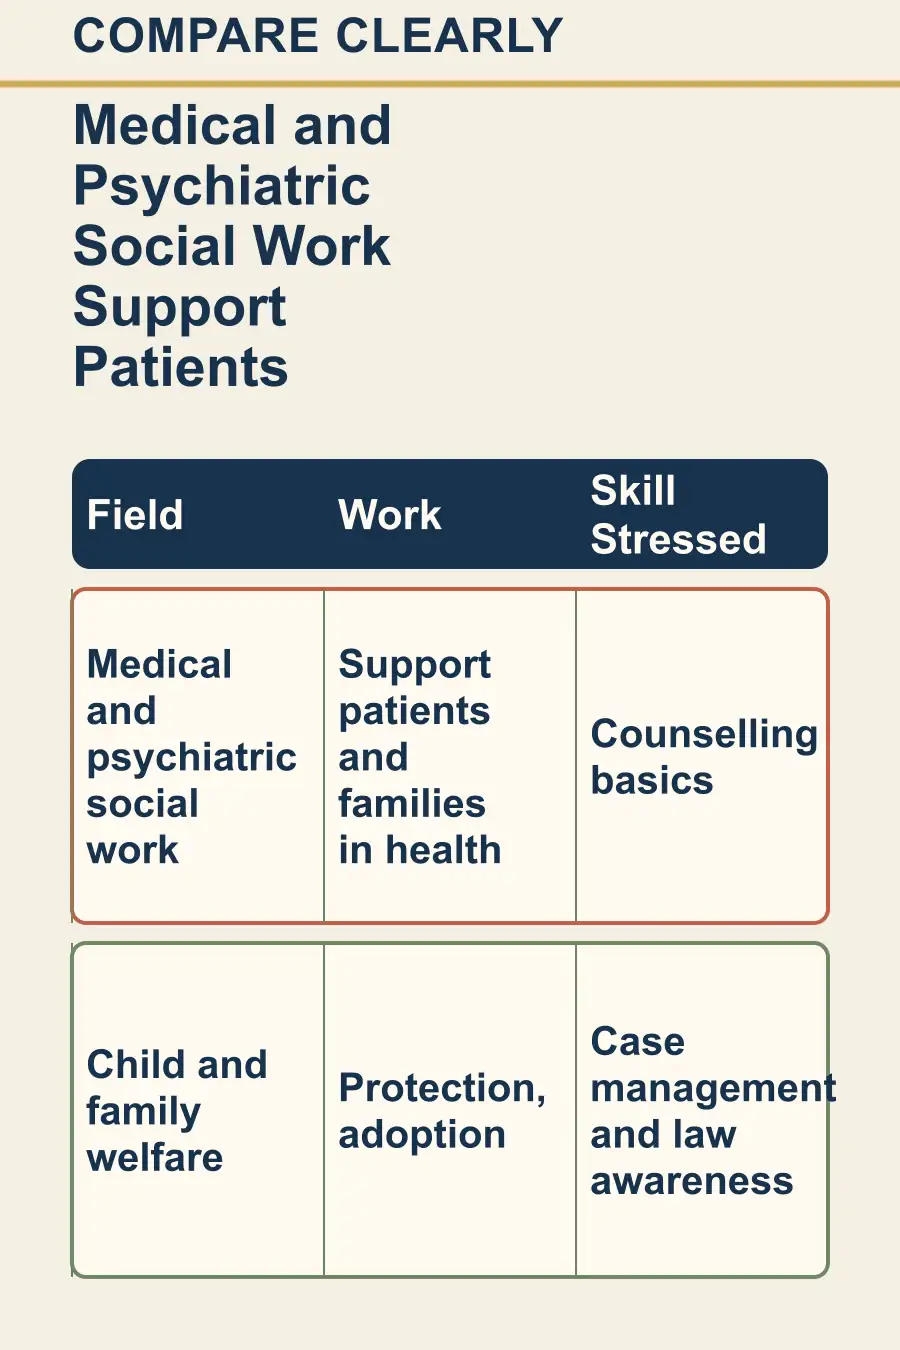 COMPARE CLEARLY
Medical and
Psychiatric
Social Work
Support
Patients
Field
Work
Skill
Stressed
Medical
and
psychiatric
social
work
Support
patients
and
families
in health
Counselling
basics
Child and
family
welfare
Protection,
adoption
Case
management
and law
awareness